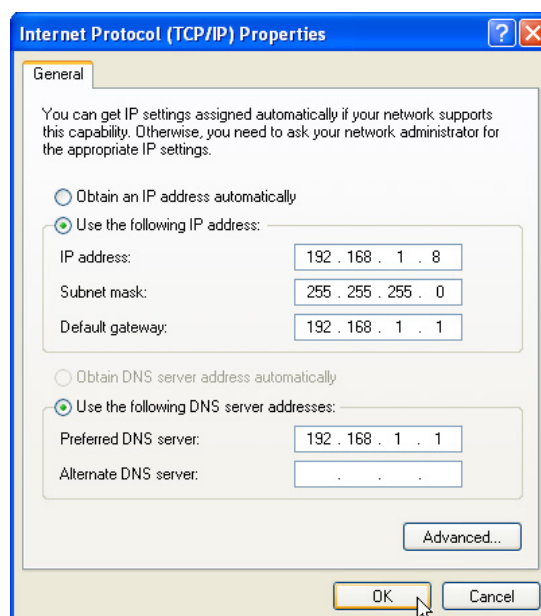 Internet Protocol (TCP/IP) Properties
General
You can get IP settings assigned automatically if your network supports
this capability. Otherwise, you need to ask your network administrator for
the appropriate IP settings.
Obtain an IP address automatically
Use the following IP address:
IP address: 192 . 168 . 1 . 8
Subnet mask: 255 . 255 . 255 . 0
Default gateway: 192 . 168 . 1 . 1
Obtain DNS server address automatically
Use the following DNS server addresses:
Preferred DNS server: 192 . 168 . 1 . 1
Alternate DNS server: . . .
Advanced...
OK Cancel